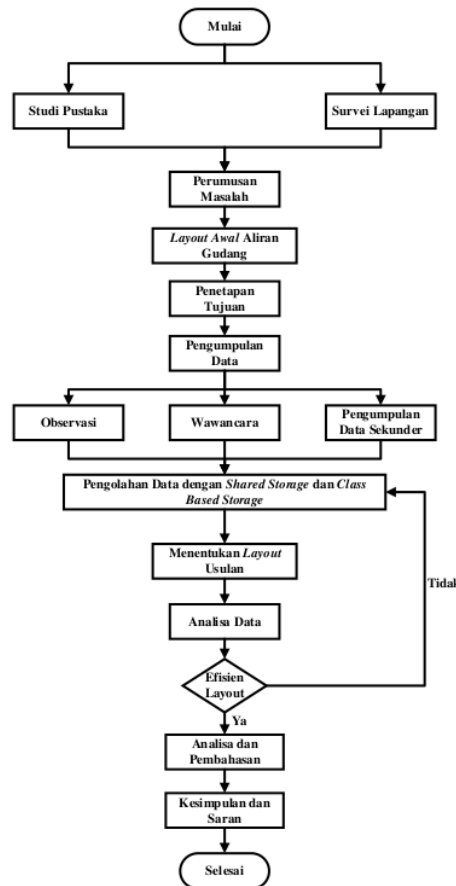 Mulai
Studi Pustaka
Survei Lapangan
Perumusan
Masalah
Layout Awal Aliran
Gudang
Penetapan
Tujuan
Pengumpulan
Data
Observasi
Wawancara
Pengumpulan
Data Sekunder
Pengolahan Data dengan Shared Storage dan Class
Based Storage
Menentukan Layout
Usulan
Analisa Data
Efisien
Layout
Tidak
Ya
Analisa dan
Pembahasan
Kesimpulan dan
Saran
Selesai